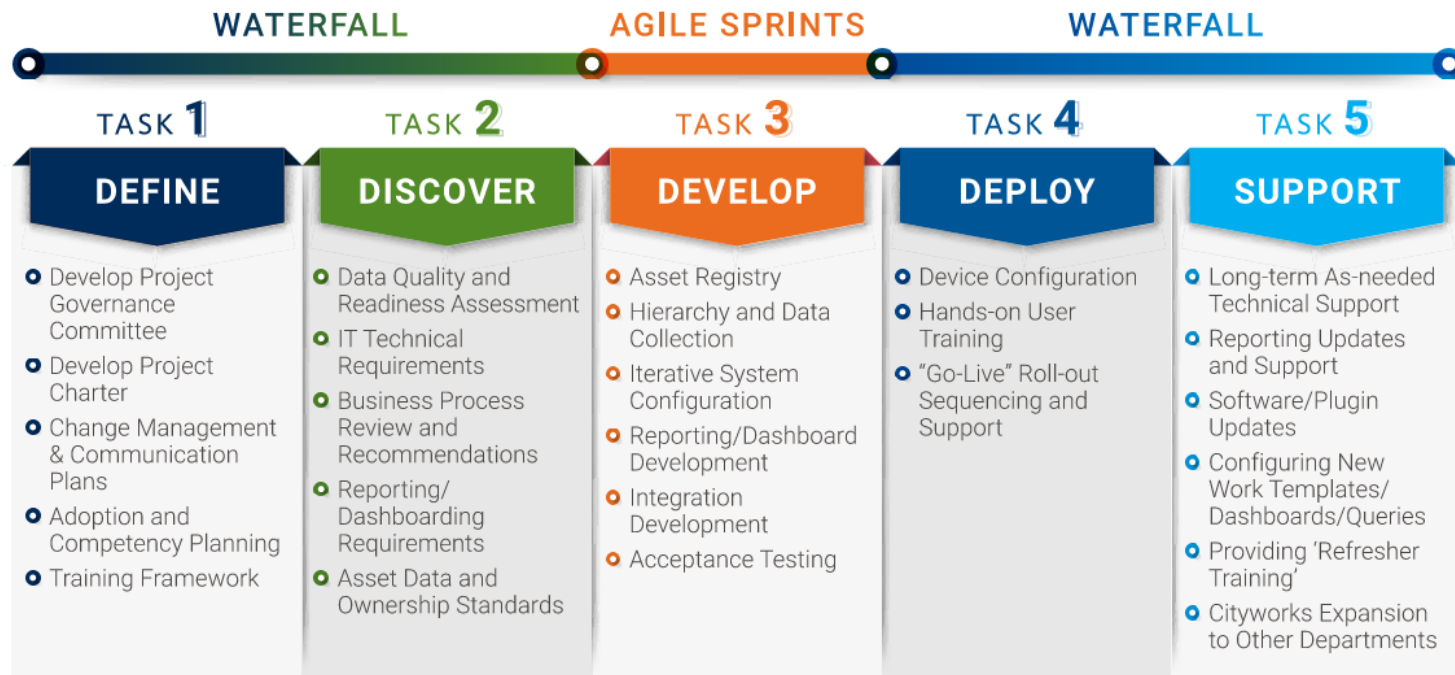 WATERFALL
AGILE SPRINTS
WATERFALL
TASK 1
DEFINE
Develop Project
Governance
Committee
Develop Project
Charter
Change Management
& Communication
Plans
Adoption and
Competency Planning
Training Framework
TASK 2
DISCOVER
Data Quality and
Readiness Assessment
IT Technical
Requirements
Business Process
Review and
Recommendations
Reporting/
Dashboarding
Requirements
Asset Data and
Ownership Standards
TASK 3
DEVELOP
Asset Registry
Hierarchy and Data
Collection
Iterative System
Configuration
Reporting/Dashboard
Development
Integration
Development
Acceptance Testing
TASK 4
DEPLOY
Device Configuration
Hands-on User
Training
“Go-Live” Roll-out
Sequencing and
Support
TASK 5
SUPPORT
Long-term As-needed
Technical Support
Reporting Updates
and Support
Software/Plugin
Updates
Configuring New
Work Templates/
Dashboards/Queries
Providing ‘Refresher
Training’
Cityworks Expansion
to Other Departments